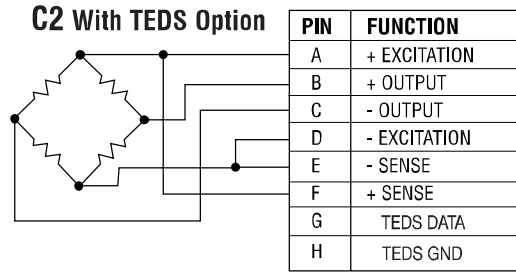 C2 With TEDS Option
PIN FUNCTION
A + EXCITATION
B + OUTPUT
C - OUTPUT
D - EXCITATION
E - SENSE
F + SENSE
G TEDS DATA
H TEDS GND